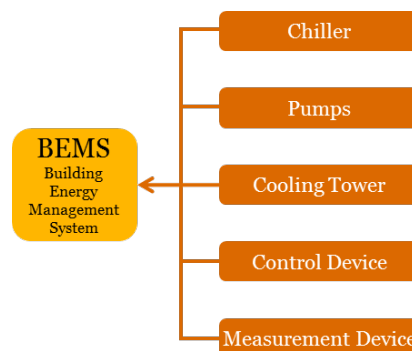 Chiller
Pumps
BEMS
Building
Energy
Management
System
Cooling Tower
Control Device
Measurement Device